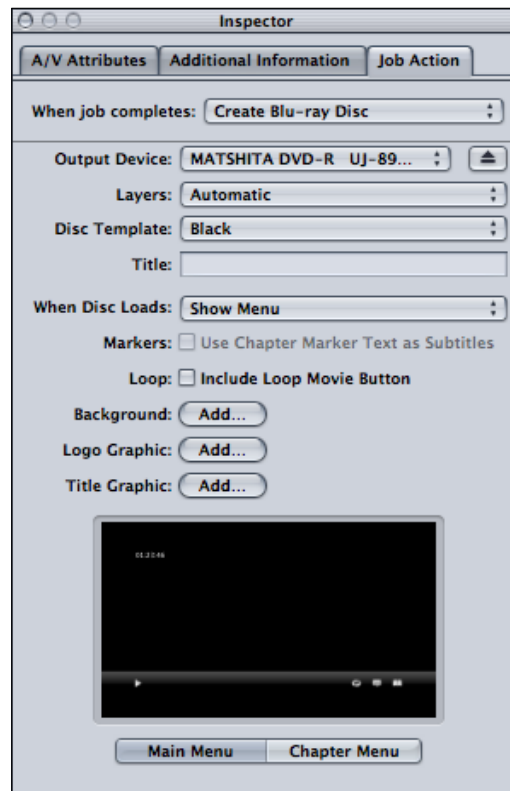 Inspector
A/V Attributes Additional Information Job Action
When job completes: Create Blu-ray Disc
Output Device: MATSHITA DVD-R UJ-89...
Layers: Automatic
Disc Template: Black
Title:
When Disc Loads: Show Menu
Markers: Use Chapter Marker Text as Subtitles
Loop: Include Loop Movie Button
Background: Add...
Logo Graphic: Add...
Title Graphic: Add...
Main Menu Chapter Menu